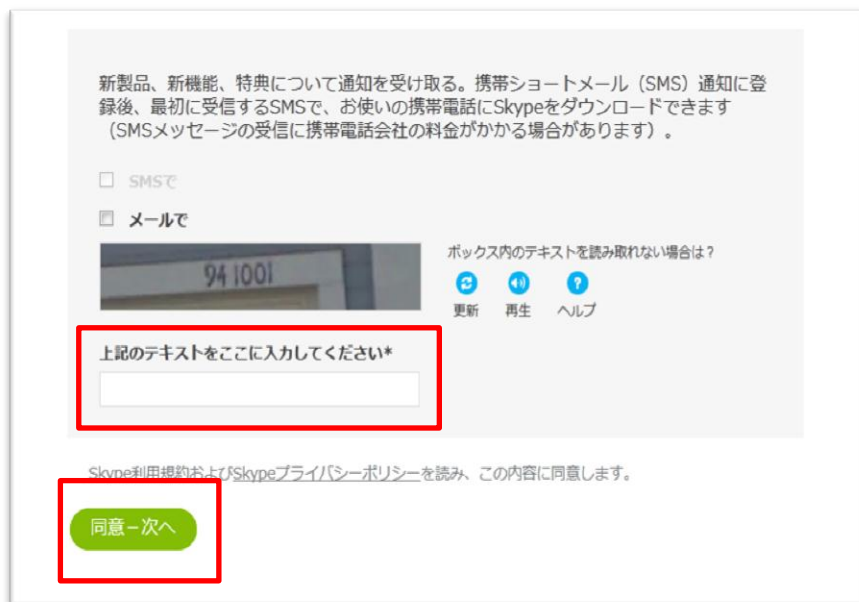 新製品、新機能、特典について通知を受け取る。携帯ショートメール（SMS）通知に登
録後、最初に受信するSMSで、お使いの携帯電話にSkypeをダウンロードできます
（SMSメッセージの受信に携帯電話会社の料金がかかる場合があります）。
SMSで
メールで
941001
ボックス内のテキストを読み取れない場合は？
更新 再生 ヘルプ
上記のテキストをここに入力してください*
Skype利用規約およびSkypeプライバシーポリシーを読み、この内容に同意します。
同意－次へ